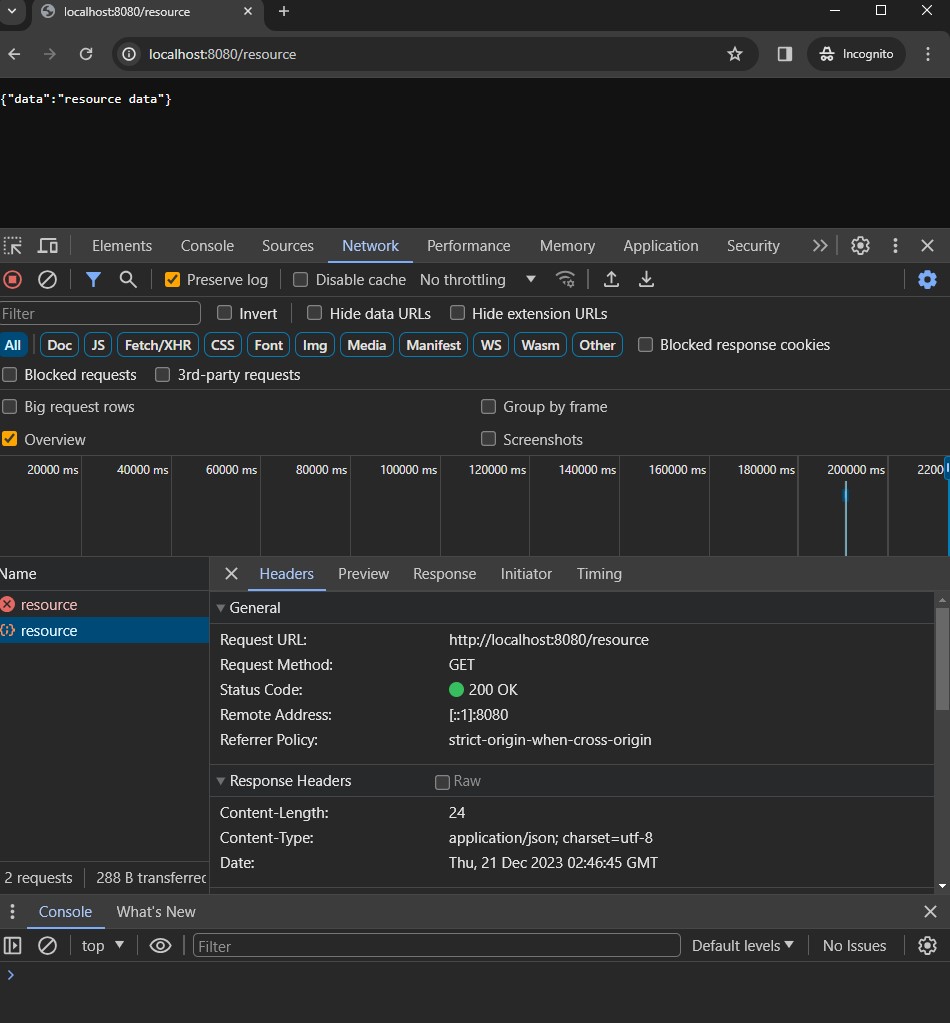 localhost:8080/resource
localhost:8080/resource
Incognito
{"data":"resource data"}
Elements Console Sources Network Performance Memory Application Security
Preserve log Disable cache No throttling
Filter Invert Hide data URLs Hide extension URLs
All Doc JS Fetch/XHR CSS Font Img Media Manifest WS Wasm Other Blocked response cookies
Blocked requests 3rd-party requests
Big request rows Group by frame
Overview Screenshots
20000 ms 40000 ms 60000 ms 80000 ms 100000 ms 120000 ms 140000 ms 160000 ms 180000 ms 200000 ms 2200
Name Headers Preview Response Initiator Timing
resource
resource
General
Request URL: http://localhost:8080/resource
Request Method: GET
Status Code: 200 OK
Remote Address: [::1]:8080
Referrer Policy: strict-origin-when-cross-origin
Response Headers Raw
Content-Length: 24
Content-Type: application/json; charset=utf-8
Date: Thu, 21 Dec 2023 02:46:45 GMT
2 requests 288 B transferred
Console What's New
top Filter Default levels No Issues